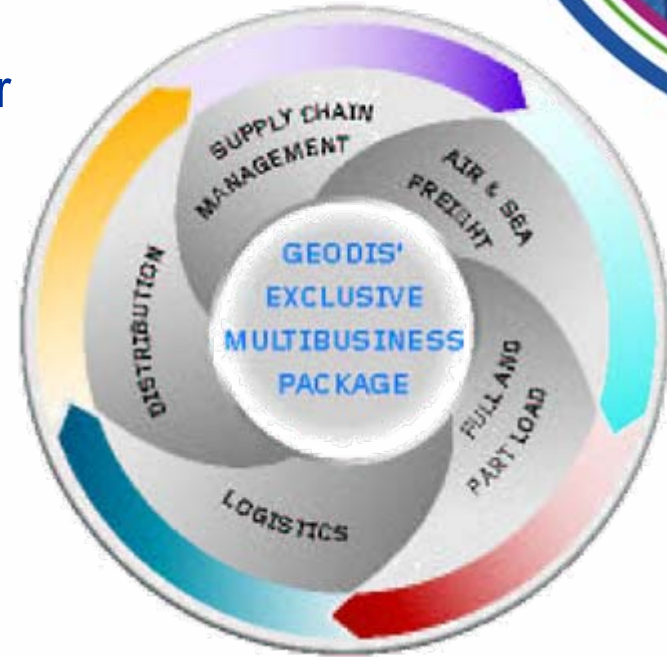 r
SUPPLY CHAIN
MANAGEMENT
AIR & SEA
FREIGHT
GEODIS'
EXCLUSIVE
MULTIBUSINESS
PACKAGE
DISTRIBUTION
FULL AND
PART LOAD
LOGISTICS